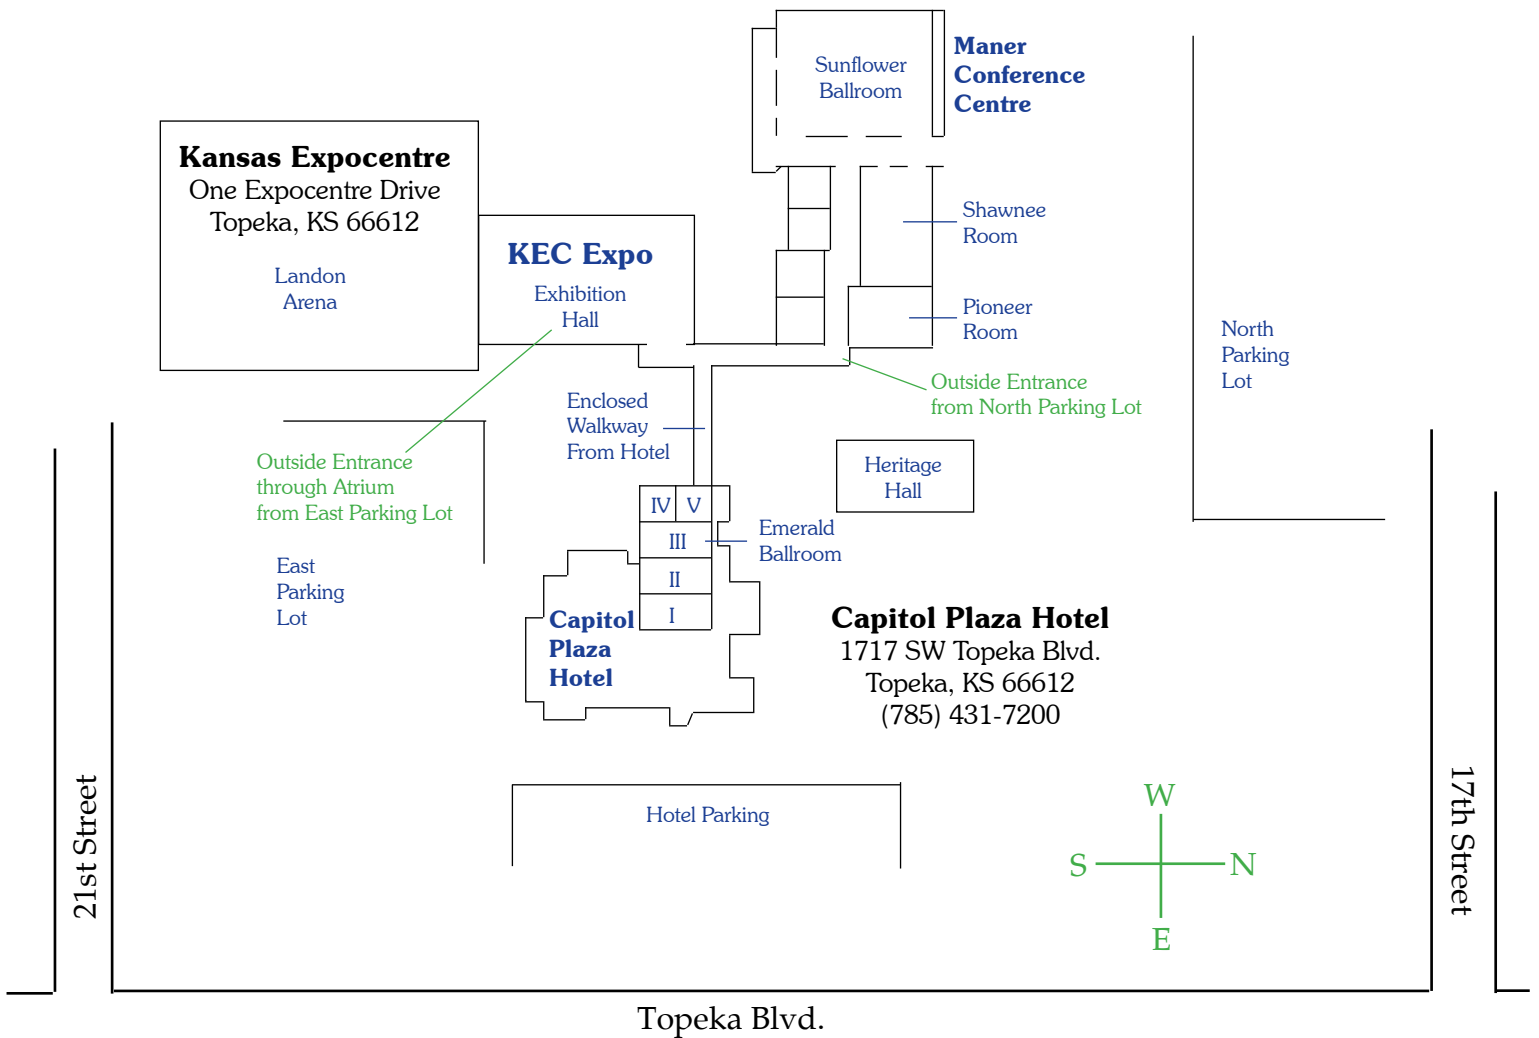 Sunflower
Ballroom
Maner
Conference
Centre
Kansas Expocentre
One Expocentre Drive
Topeka, KS 66612
Landon
Arena
KEC Expo
Exhibition
Hall
Shawnee
Room
Pioneer
Room
North
Parking
Lot
Outside Entrance
from North Parking Lot
Enclosed
Walkway
From Hotel
Outside Entrance
through Atrium
from East Parking Lot
Heritage
Hall
IV V
III
II
I
Emerald
Ballroom
East
Parking
Lot
Capitol
Plaza
Hotel
Capitol Plaza Hotel
1717 SW Topeka Blvd.
Topeka, KS 66612
(785) 431-7200
Hotel Parking
21st Street
17th Street
W
S N
E
Topeka Blvd.